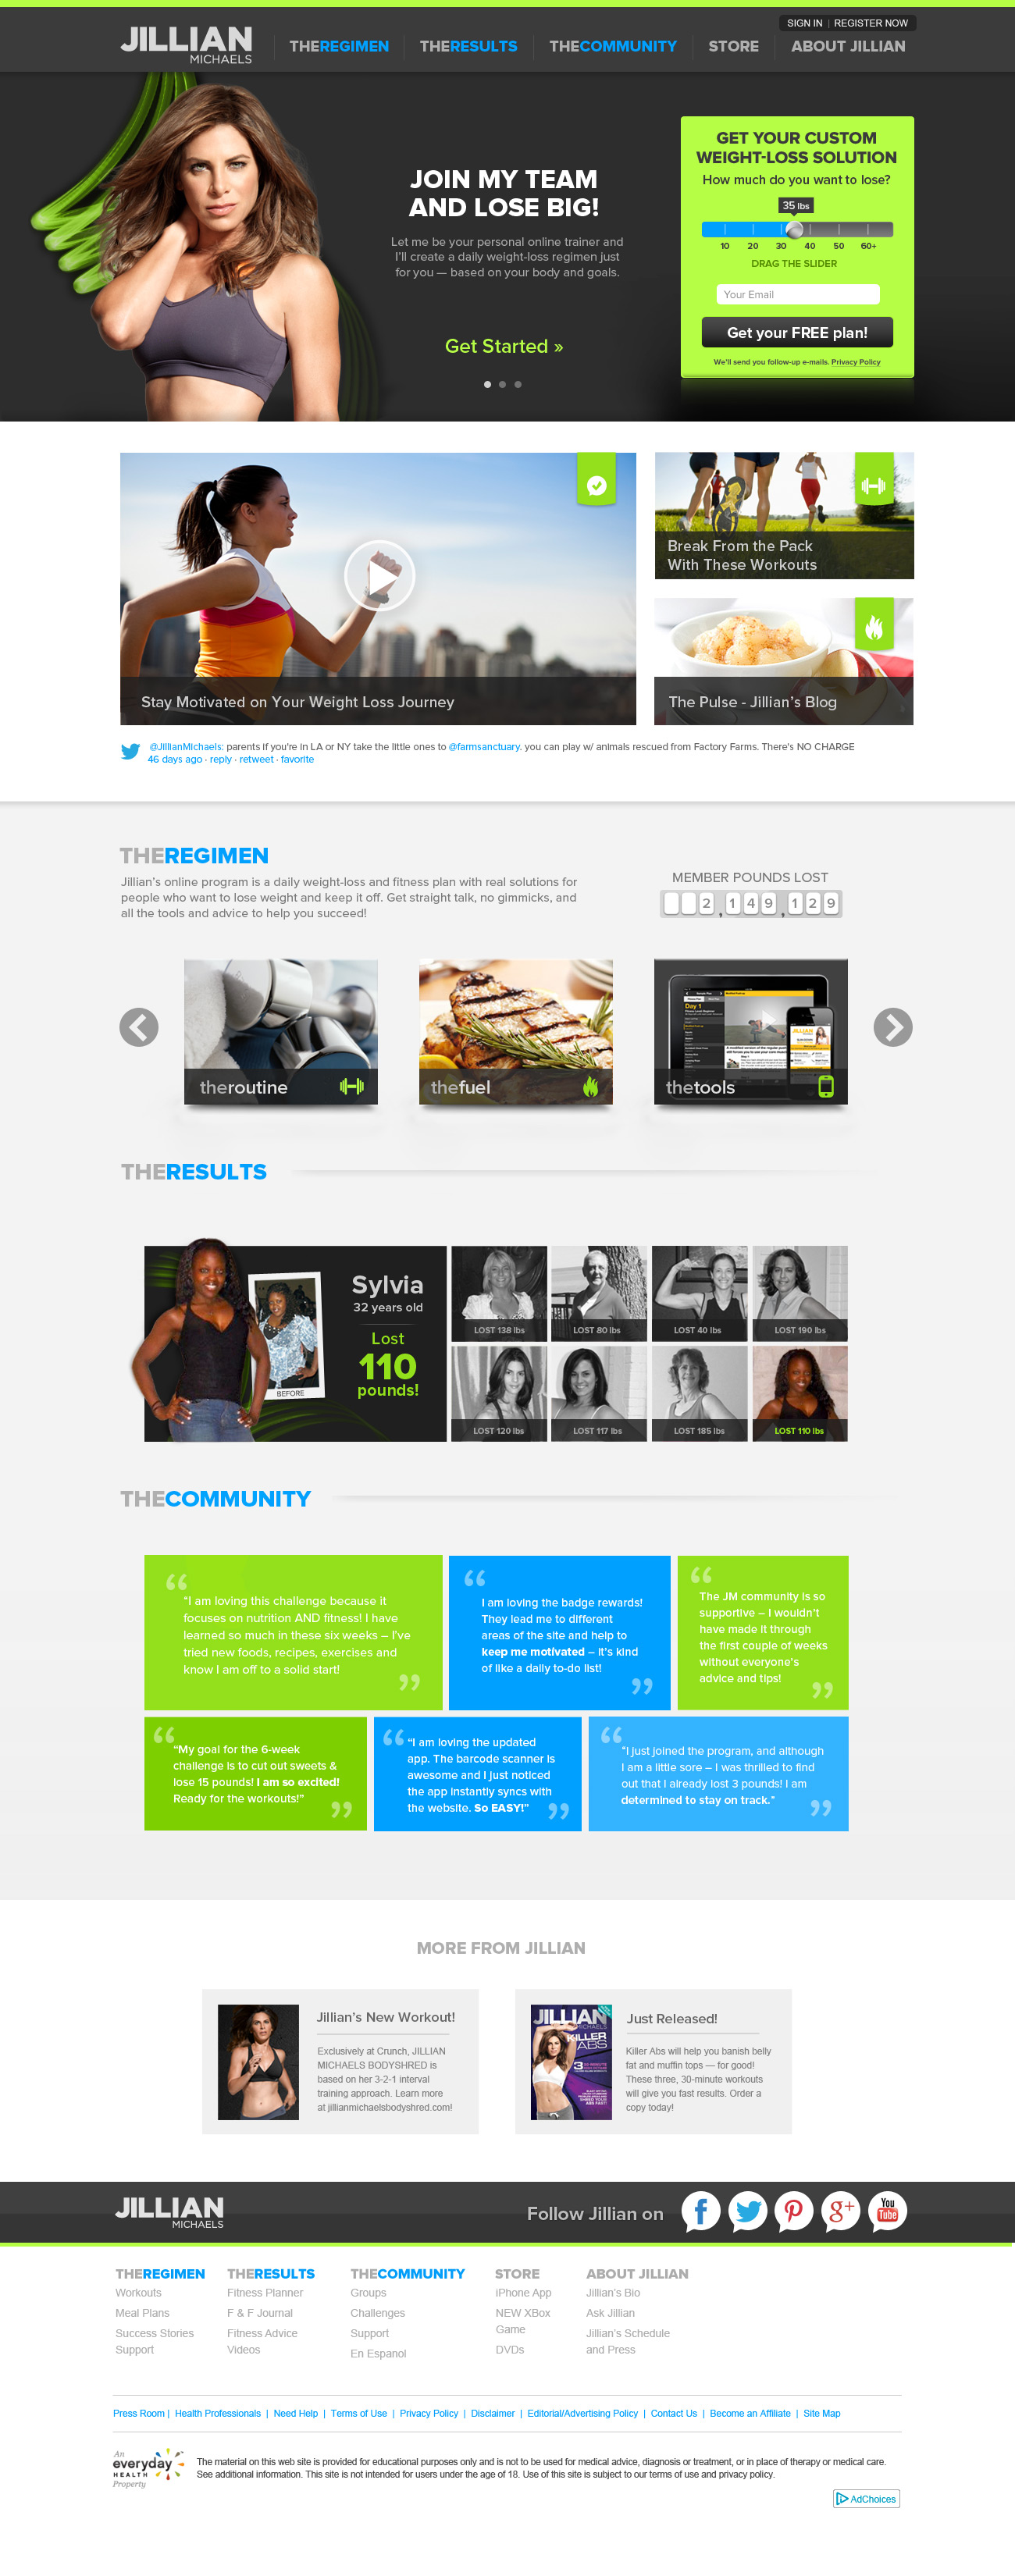 SIGN IN | REGISTER NOW
JILLIAN
MICHAELS
THEREGIMEN
THERESULTS
THECOMMUNITY
STORE
ABOUT JILLIAN
JOIN MY TEAM
AND LOSE BIG!
Let me be your personal online trainer and
I'll create a daily weight-loss regimen just
for you — based on your body and goals.
Get Started »
GET YOUR CUSTOM
WEIGHT-LOSS SOLUTION
How much do you want to lose?
35 lbs
10 20 30 40 50 60+
DRAG THE SLIDER
Your Email
Get your FREE plan!
We'll send you follow-up e-mails. Privacy Policy
Stay Motivated on Your Weight Loss Journey
Break From the Pack
With These Workouts
The Pulse - Jillian's Blog
@JillianMichaels: parents if you're in LA or NY take the little ones to @farmsanctuary. you can play w/ animals rescued from Factory Farms. There's NO CHARGE
46 days ago · reply · retweet · favorite
THEREGIMEN
Jillian's online program is a daily weight-loss and fitness plan with real solutions for
people who want to lose weight and keep it off. Get straight talk, no gimmicks, and
all the tools and advice to help you succeed!
MEMBER POUNDS LOST
2,149,129
theroutine
thefuel
Day 1
JILLIAN
thetools
THERESULTS
BEFORE
Sylvia
32 years old
Lost
110
pounds!
LOST 138 lbs
LOST 80 lbs
LOST 40 lbs
LOST 190 lbs
LOST 120 lbs
LOST 117 lbs
LOST 185 lbs
LOST 110 lbs
THECOMMUNITY
"I am loving this challenge because it
focuses on nutrition AND fitness! I have
learned so much in these six weeks – I've
tried new foods, recipes, exercises and
know I am off to a solid start!
I am loving the badge rewards!
They lead me to different
areas of the site and help to
keep me motivated – it's kind
of like a daily to-do list!
The JM community is so
supportive – I wouldn't
have made it through
the first couple of weeks
without everyone's
advice and tips!
"My goal for the 6-week
challenge is to cut out sweets &
lose 15 pounds! I am so excited!
Ready for the workouts!"
"I am loving the updated
app. The barcode scanner is
awesome and I just noticed
the app instantly syncs with
the website. So EASY!"
"I just joined the program, and although
I am a little sore – I was thrilled to find
out that I already lost 3 pounds! I am
determined to stay on track."
MORE FROM JILLIAN
Jillian's New Workout!
Exclusively at Crunch, JILLIAN
MICHAELS BODYSHRED is
based on her 3-2-1 interval
training approach. Learn more
at jillianmichaelsbodyshred.com!
JILLIAN
MICHAELS
KILLER
ABS
3
Just Released!
Killer Abs will help you banish belly
fat and muffin tops — for good!
These three, 30-minute workouts
will give you fast results. Order a
copy today!
JILLIAN
MICHAELS
Follow Jillian on
f
g+
You
Tube
THEREGIMEN
Workouts
Meal Plans
Success Stories
Support
THERESULTS
Fitness Planner
F & F Journal
Fitness Advice
Videos
THECOMMUNITY
Groups
Challenges
Support
En Espanol
STORE
iPhone App
NEW XBox
Game
DVDs
ABOUT JILLIAN
Jillian's Bio
Ask Jillian
Jillian's Schedule
and Press
Press Room | Health Professionals | Need Help | Terms of Use | Privacy Policy | Disclaimer | Editorial/Advertising Policy | Contact Us | Become an Affiliate | Site Map
An
everyday
HEALTH
Property
The material on this web site is provided for educational purposes only and is not to be used for medical advice, diagnosis or treatment, or in place of therapy or medical care.
See additional information. This site is not intended for users under the age of 18. Use of this site is subject to our terms of use and privacy policy.
AdChoices